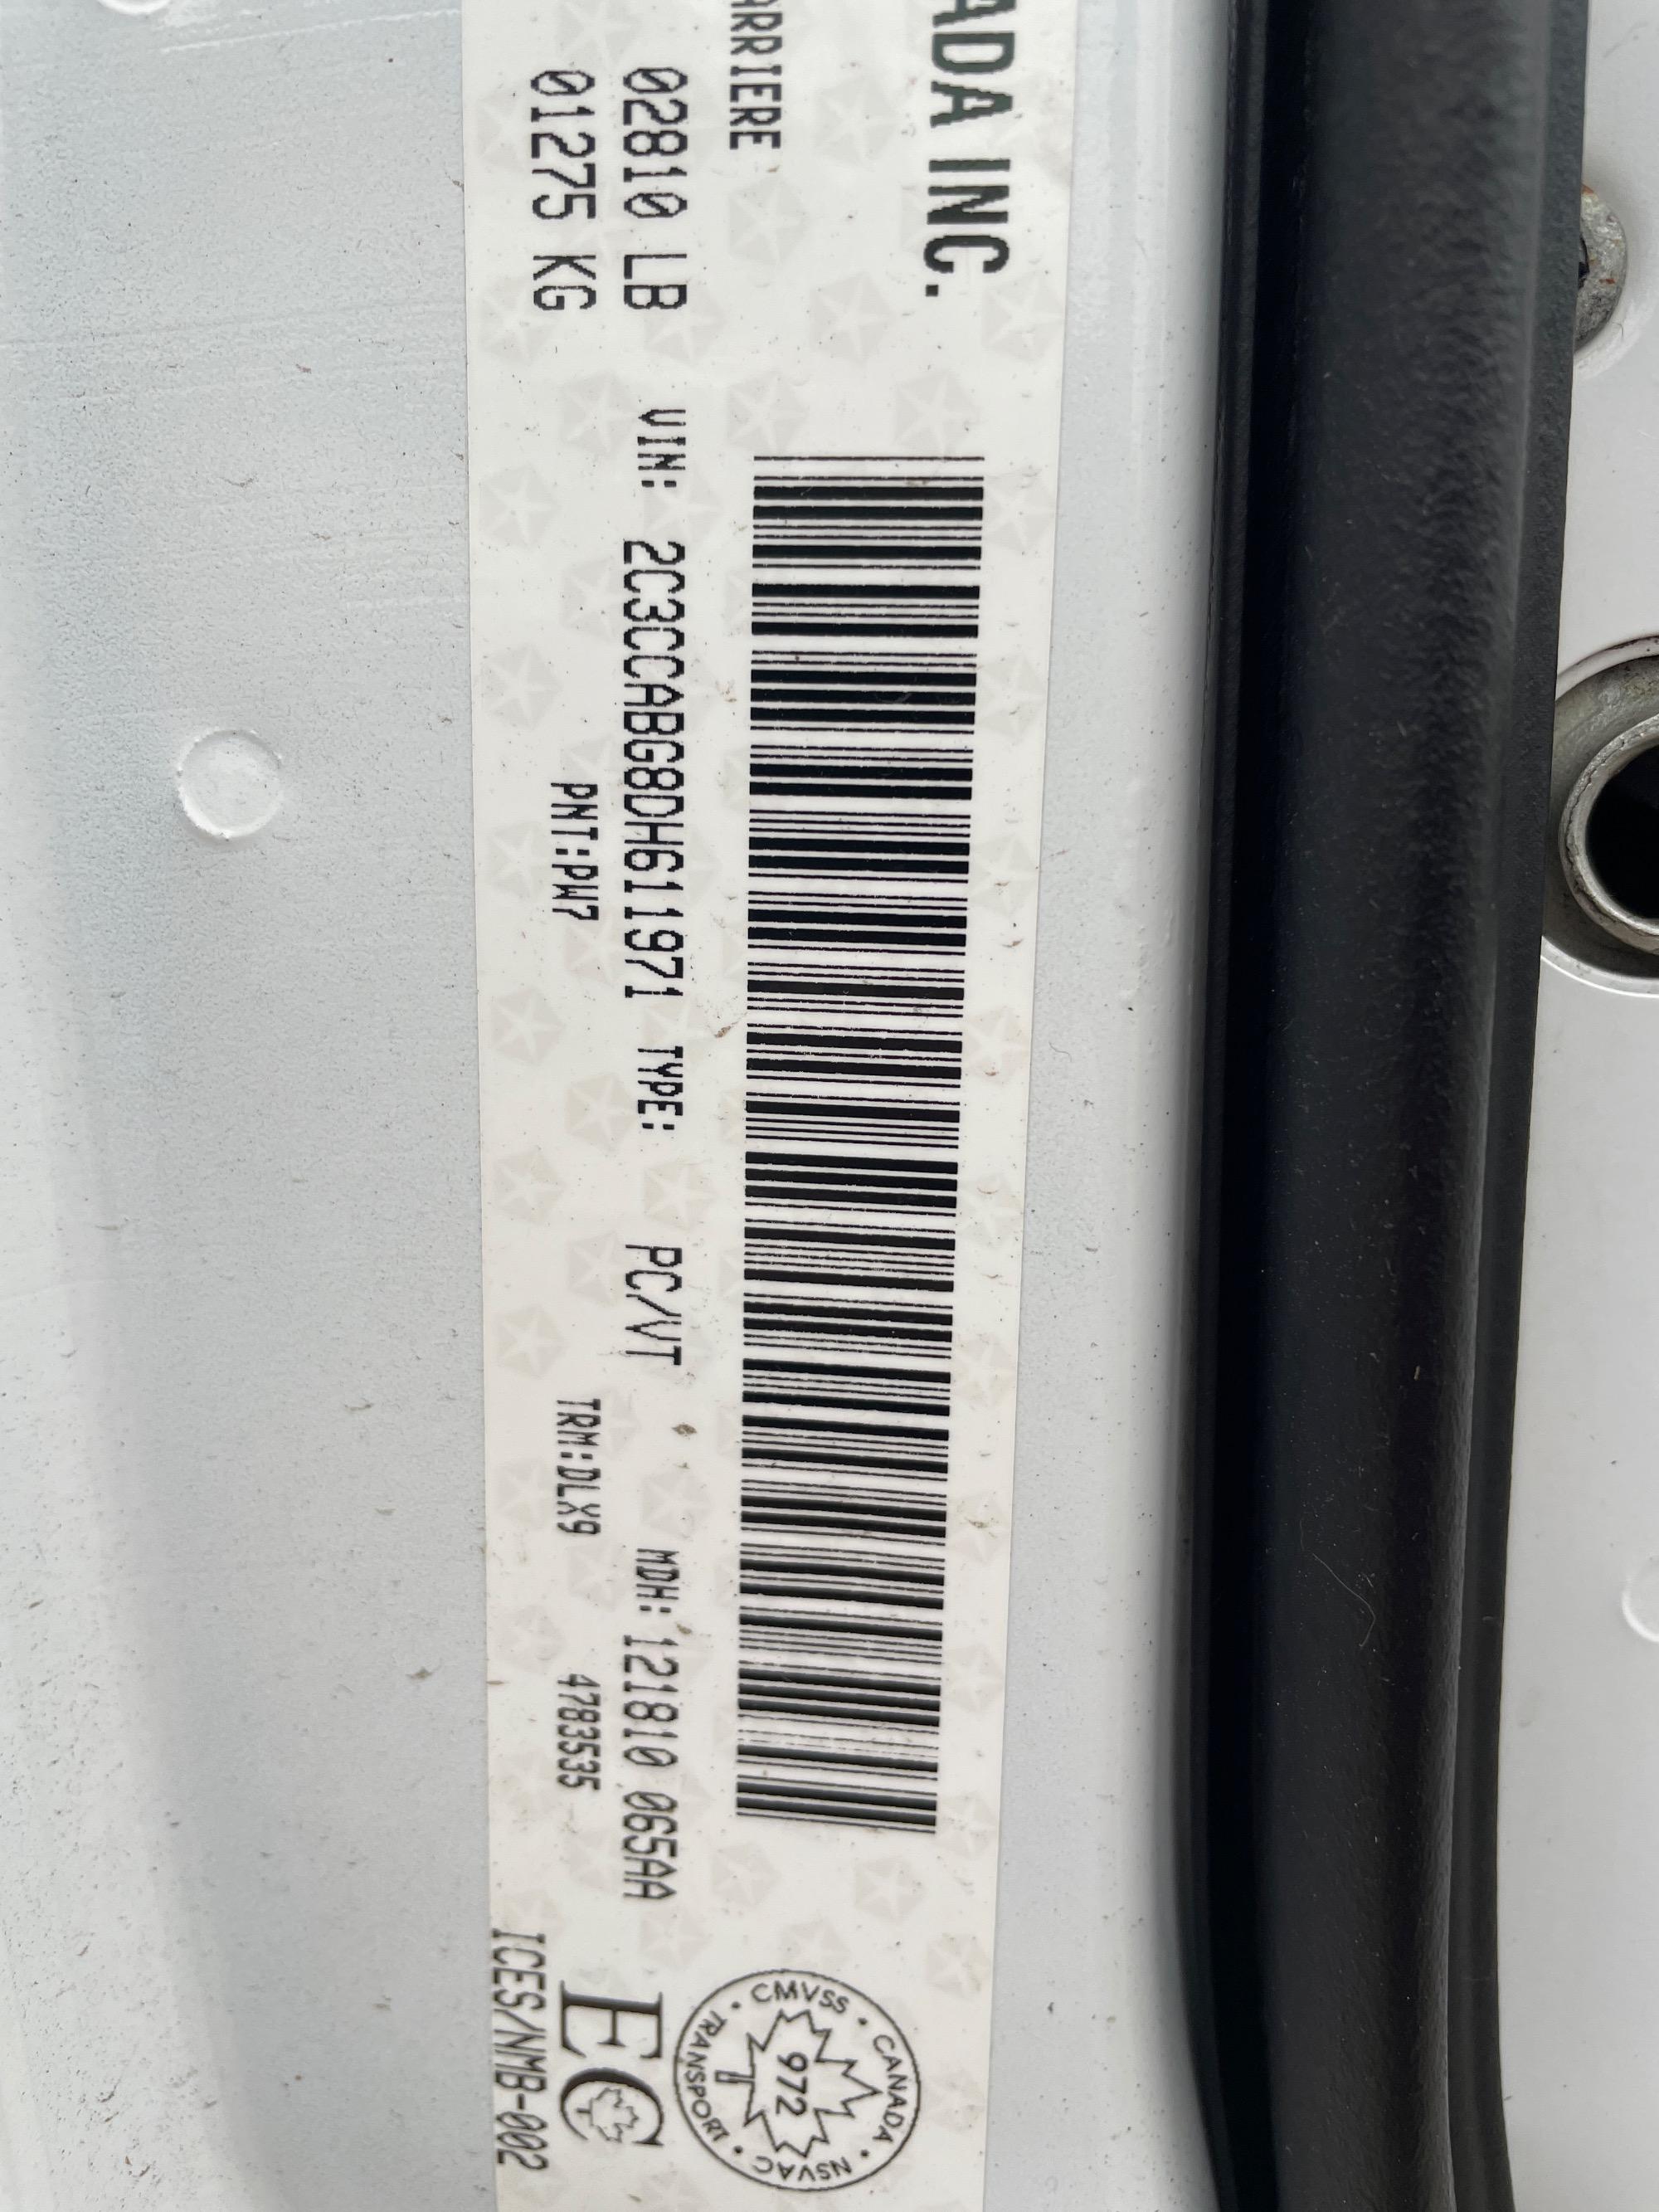 ADA INC.
ARRIERE
02810 LB
01275 KG
VIN: 2C3CCABG8DH611971 TYPE: PC/VT MDH: 121810 065AA
PNT:PW7 TRM:DLX9 4783535
CMVSS • CANADA • NSVAC • TRANSPORT •
972
T
EC
ICES/NMB-002